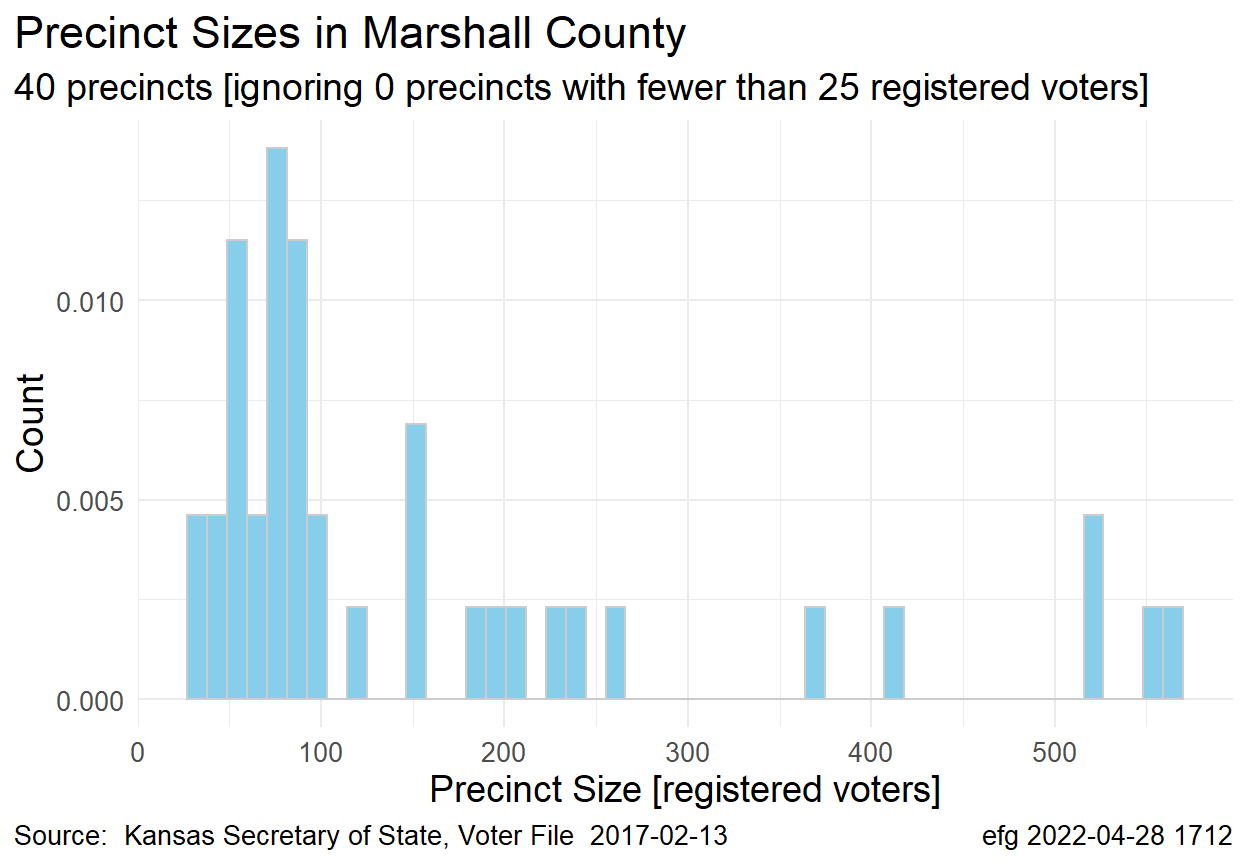 Precinct Sizes in Marshall County
40 precincts [ignoring 0 precincts with fewer than 25 registered voters]
0.010
0.005
0.000
Count
0 100 200 300 400 500
Precinct Size [registered voters]
Source:  Kansas Secretary of State, Voter File  2017-02-13
efg 2022-04-28 1712